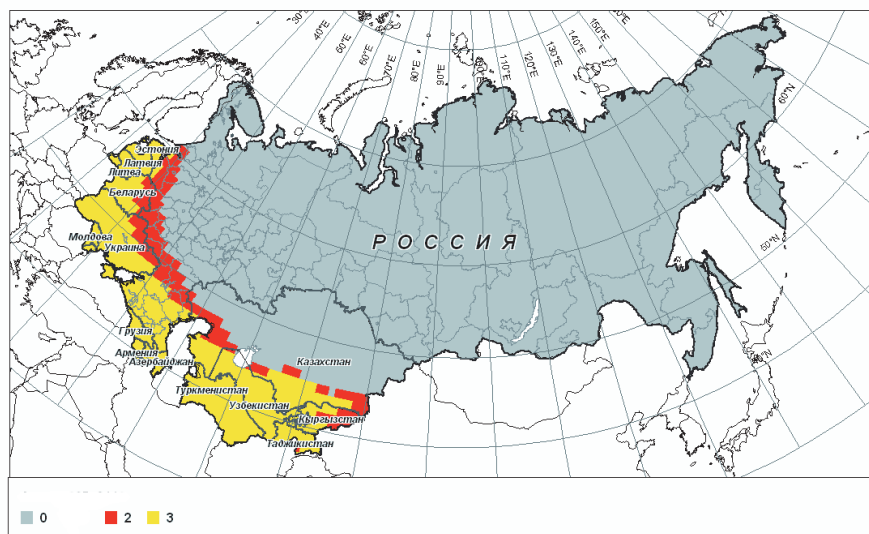 30°E
40°E
50°E
60°E
70°E
80°E
90°E
100°E
110°E
120°E
130°E
140°E
150°E
60°N
50°N
40°N
Эстония
Латвия
Литва
Беларусь
Молдова
Украина
РОССИЯ
Грузия
Армения
Азербайджан
Казахстан
Туркменистан
Узбекистан
Кыргызстан
Таджикистан
0 2 3